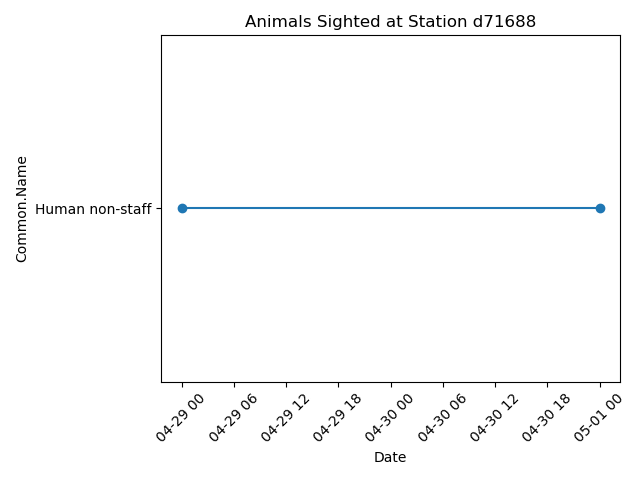 Animals Sighted at Station d71688
Common.Name
Human non-staff
04-29 00
04-29 06
04-29 12
04-29 18
04-30 00
04-30 06
04-30 12
04-30 18
05-01 00
Date